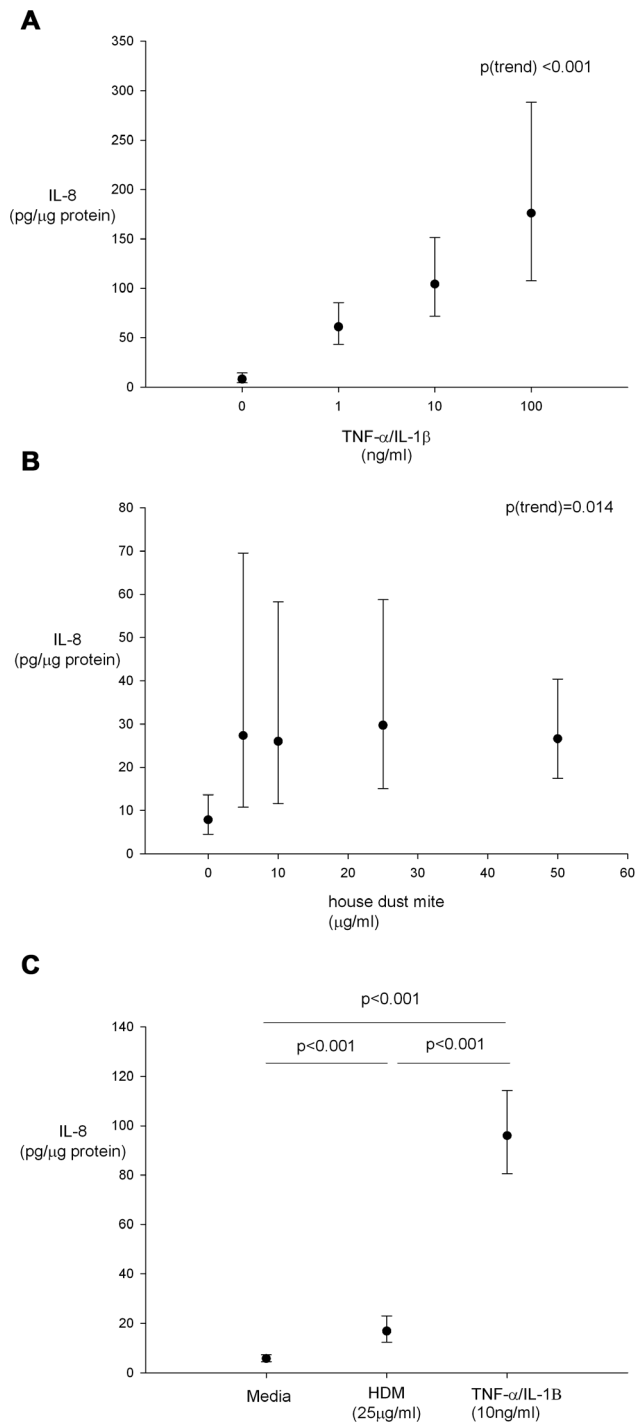 A
350
300
250
200
150
100
50
0
IL-8
(pg/μg protein)
p(trend) <0.001
0 1 10 100
TNF-α/IL-1β
(ng/ml)
B
80
70
60
50
40
30
20
10
0
IL-8
(pg/μg protein)
p(trend)=0.014
0 10 20 30 40 50 60
house dust mite
(μg/ml)
C
p<0.001
p<0.001 p<0.001
140
120
100
80
60
40
20
0
IL-8
(pg/μg protein)
Media HDM TNF-α/IL-1B
(25μg/ml) (10ng/ml)